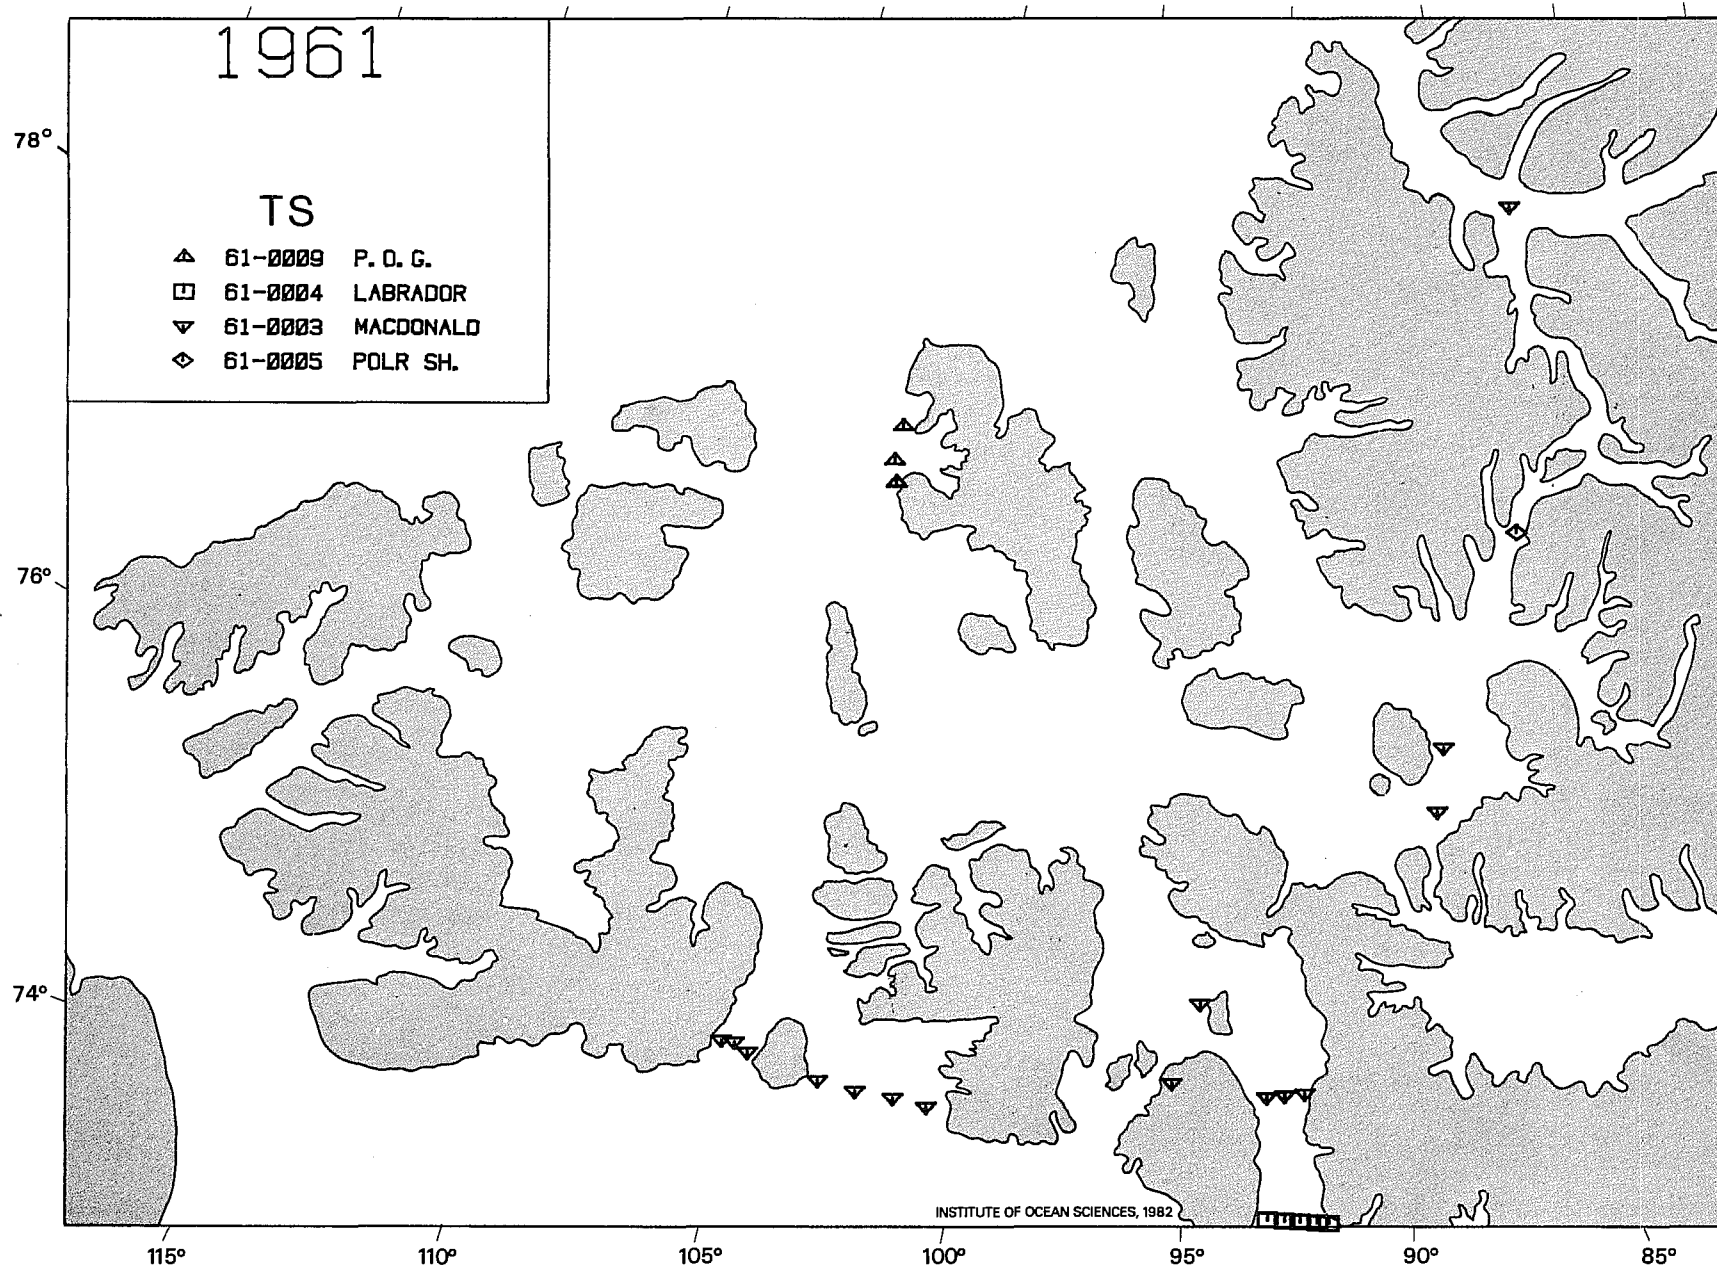 1961
TS
61-0009 P.O.G.
61-0004 LABRADOR
61-0003 MACDONALD
61-0005 POLR SH.
78°
76°
74°
INSTITUTE OF OCEAN SCIENCES, 1982
115° 110° 105° 100° 95° 90° 85°